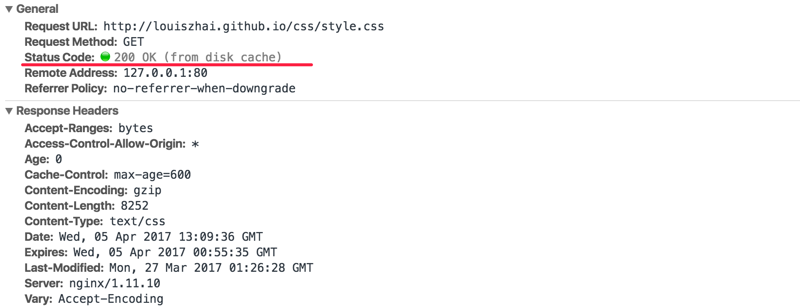 ▼ General
Request URL: http://louiszhai.github.io/css/style.css
Request Method: GET
Status Code: 200 OK (from disk cache)
Remote Address: 127.0.0.1:80
Referrer Policy: no-referrer-when-downgrade
▼ Response Headers
Accept-Ranges: bytes
Access-Control-Allow-Origin: *
Age: 0
Cache-Control: max-age=600
Content-Encoding: gzip
Content-Length: 8252
Content-Type: text/css
Date: Wed, 05 Apr 2017 13:09:36 GMT
Expires: Wed, 05 Apr 2017 00:55:35 GMT
Last-Modified: Mon, 27 Mar 2017 01:26:28 GMT
Server: nginx/1.11.10
Vary: Accept-Encoding